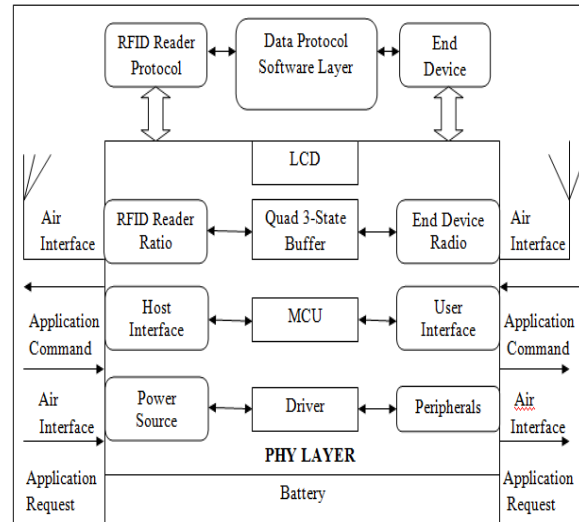 RFID Reader
Protocol
Data Protocol
Software Layer
End
Device
LCD
Air
Interface
RFID Reader
Ratio
Quad 3-State
Buffer
End Device
Radio
Air
Interface
Application
Command
Host
Interface
MCU
User
Interface
Application
Command
Air
Interface
Power
Source
Driver
Peripherals
Air
Interface
PHY LAYER
Application
Request
Battery
Application
Request